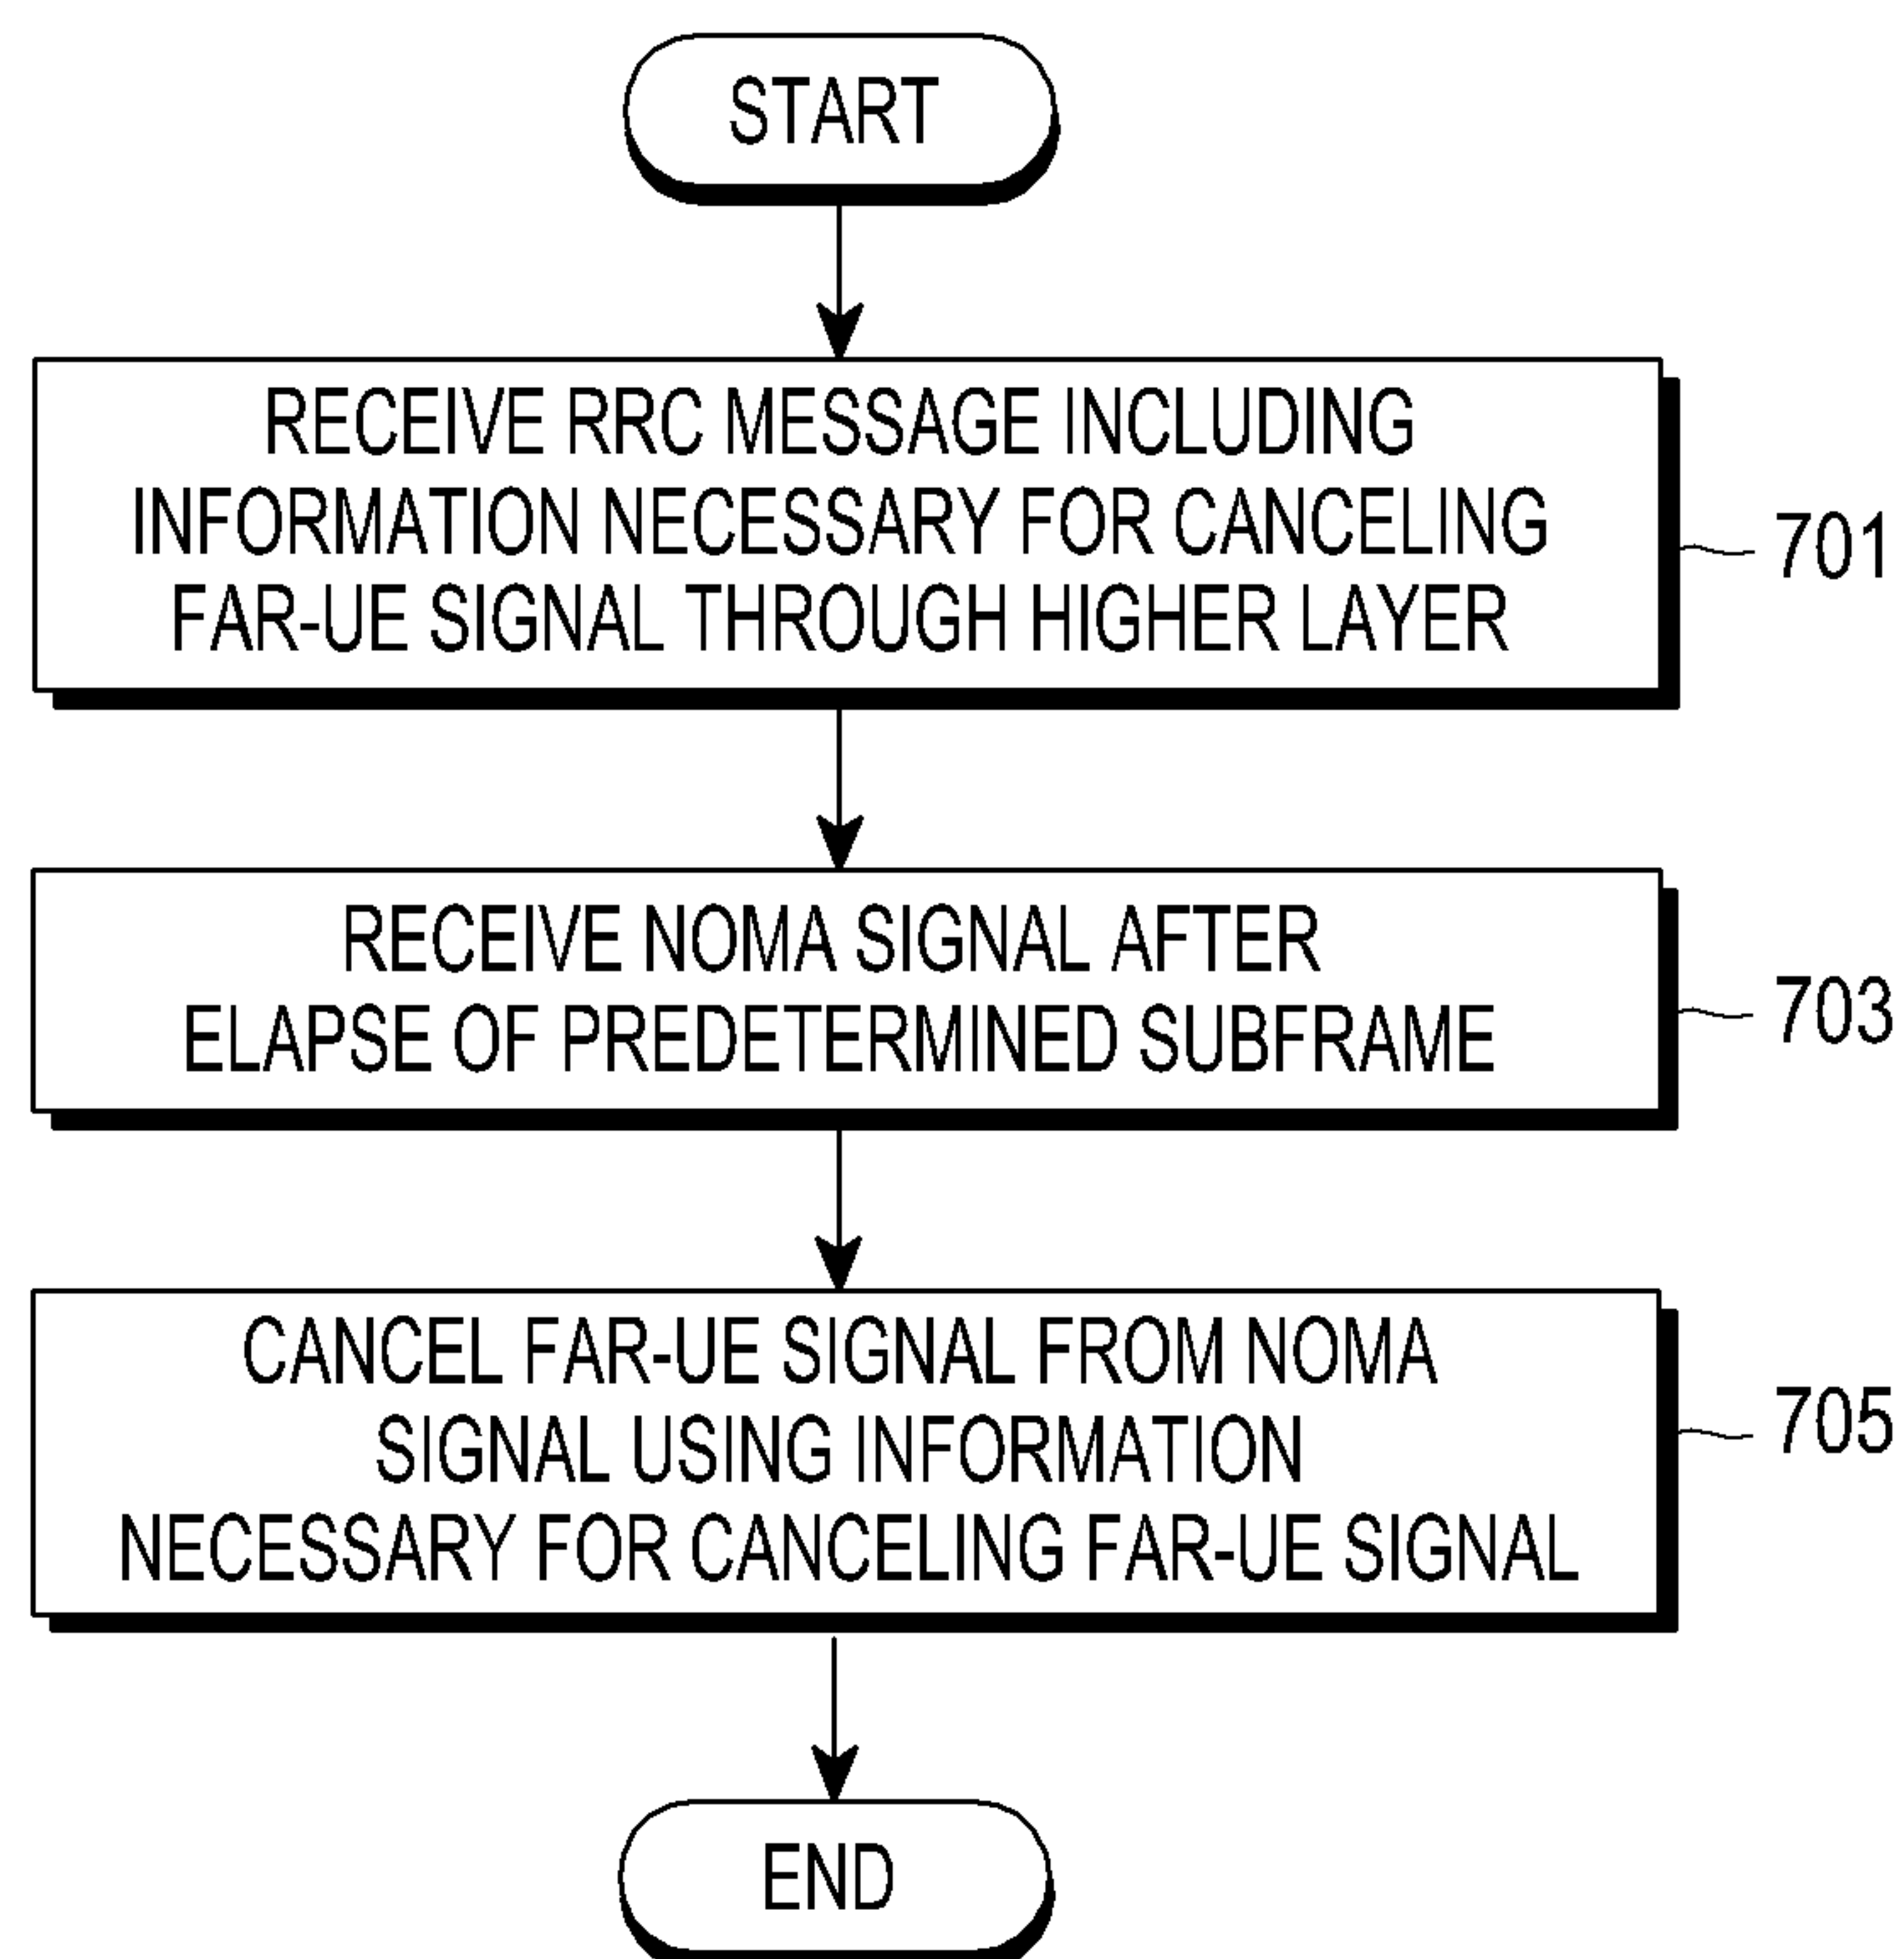 START
RECEIVE RRC MESSAGE INCLUDING
INFORMATION NECESSARY FOR CANCELING
FAR-UE SIGNAL THROUGH HIGHER LAYER
701
RECEIVE NOMA SIGNAL AFTER
ELAPSE OF PREDETERMINED SUBFRAME
703
CANCEL FAR-UE SIGNAL FROM NOMA
SIGNAL USING INFORMATION
NECESSARY FOR CANCELING FAR-UE SIGNAL
705
END